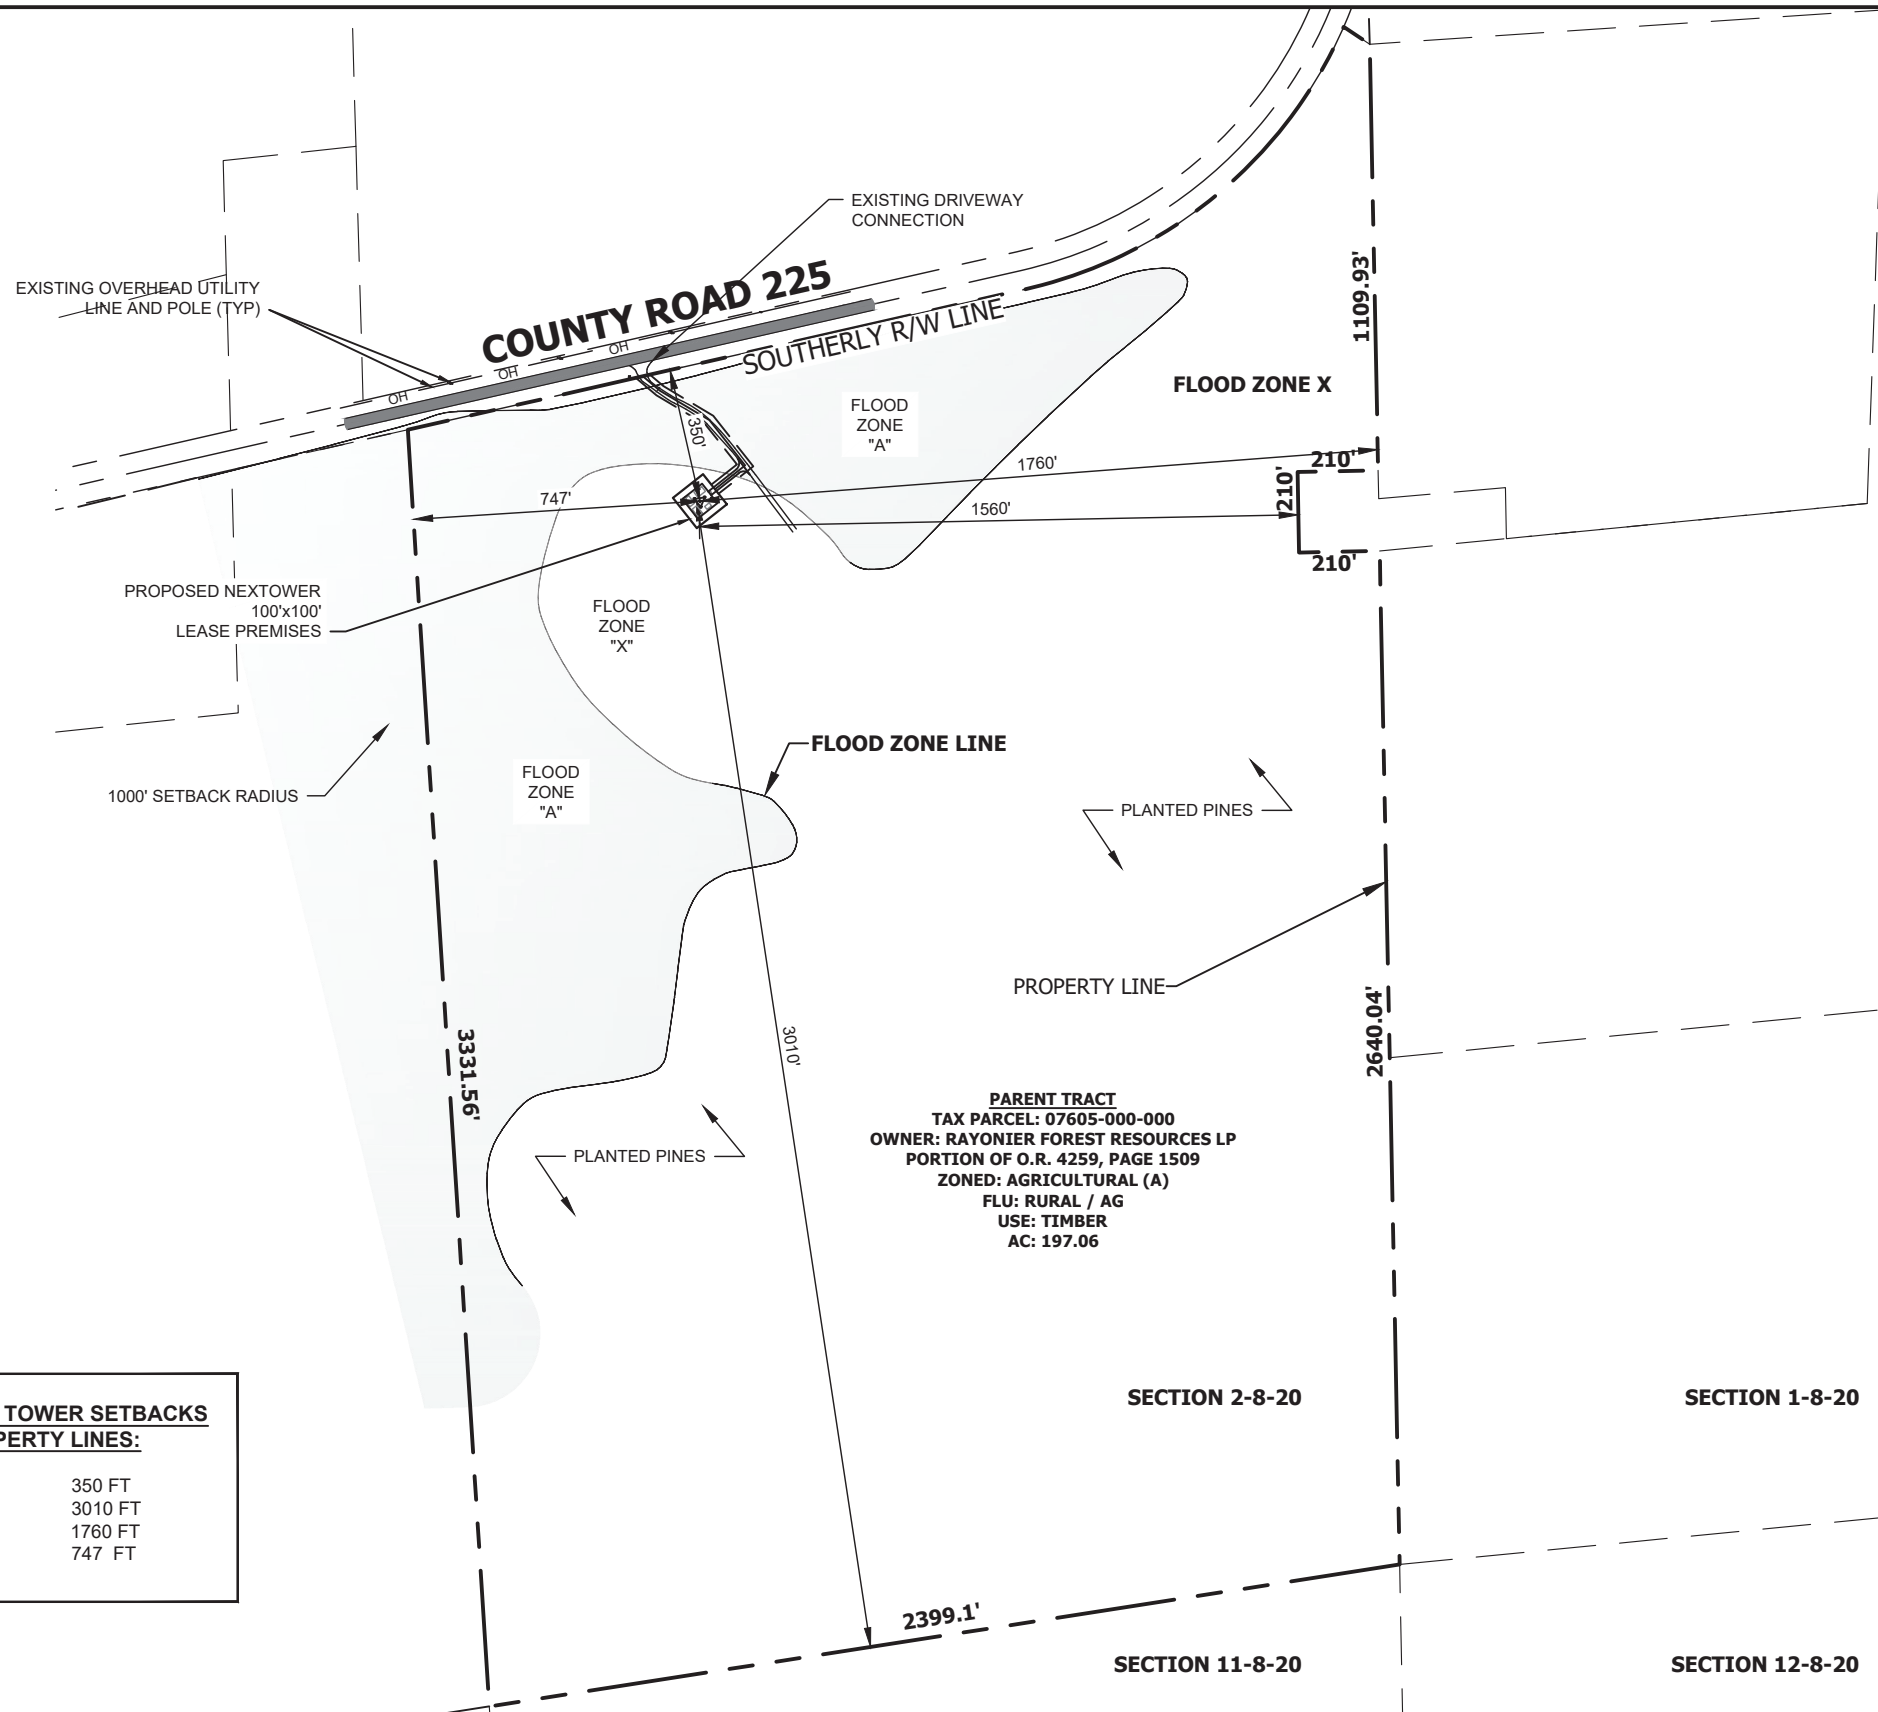 EXISTING DRIVEWAY
CONNECTION
EXISTING OVERHEAD UTILITY
LINE AND POLE (TYP)
COUNTY ROAD 225
SOUTHERLY R/W LINE
OH
OH
OH
1109.93'
FLOOD ZONE X
FLOOD
ZONE
"A"
350'
1760'
210'
210'
747'
1560'
210'
PROPOSED NEXTOWER
100'x100'
LEASE PREMISES
FLOOD
ZONE
"X"
FLOOD ZONE LINE
FLOOD
ZONE
"A"
1000' SETBACK RADIUS
PLANTED PINES
PROPERTY LINE
3331.56'
3010'
2640.04'
PARENT TRACT
TAX PARCEL: 07605-000-000
OWNER: RAYONIER FOREST RESOURCES LP
PORTION OF O.R. 4259, PAGE 1509
ZONED: AGRICULTURAL (A)
FLU: RURAL / AG
USE: TIMBER
AC: 197.06
PLANTED PINES
SECTION 2-8-20
SECTION 1-8-20
TOWER SETBACKS
PERTY LINES:
350 FT
3010 FT
1760 FT
747 FT
2399.1'
SECTION 11-8-20
SECTION 12-8-20